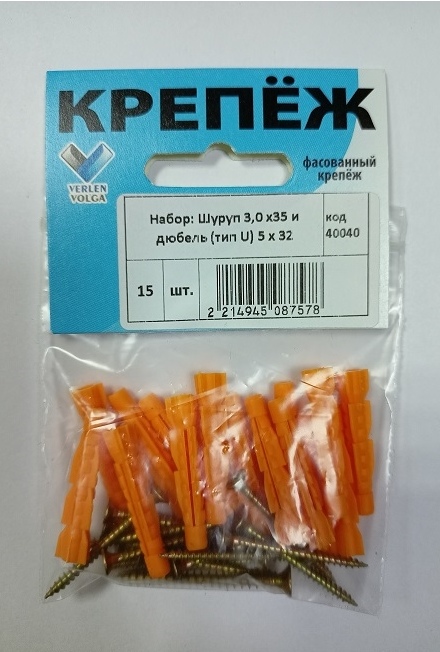 КРЕПЁЖ
VERLEN
VOLGA
фасованный
крепёж
Набор: Шуруп 3,0 х35 и
дюбель (тип U) 5 х 32
код
40040
15 шт.
2 214945 087578